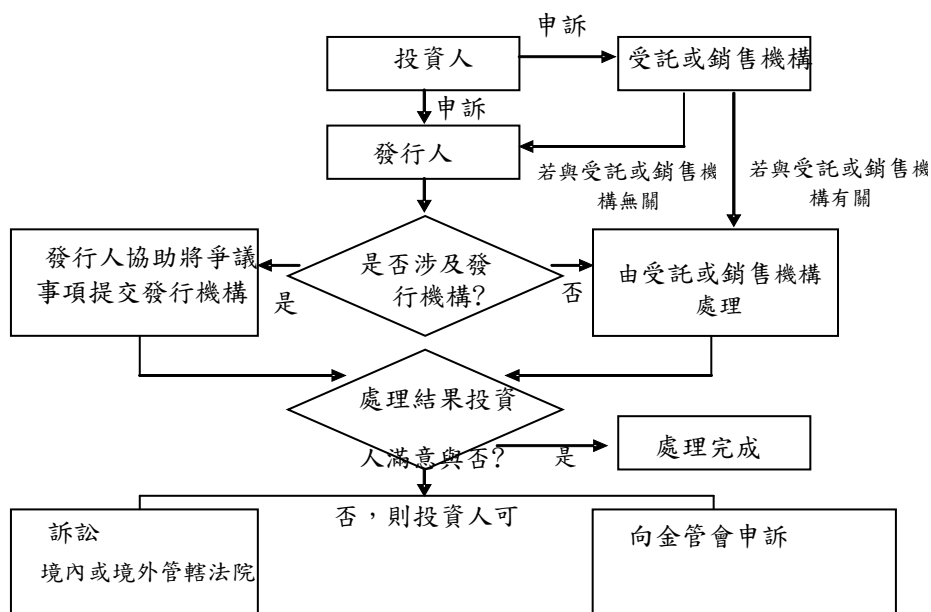 申訴
投資人
受託或銷售機構
申訴
發行人
若與受託或銷售機
構無關
若與受託或銷售機
構有關
發行人協助將爭議
事項提交發行機構
是
是否涉及發
行機構?
否
由受託或銷售機構
處理
處理結果投資
人滿意與否?
是
處理完成
否，則投資人可
訴訟
境內或境外管轄法院
向金管會申訴